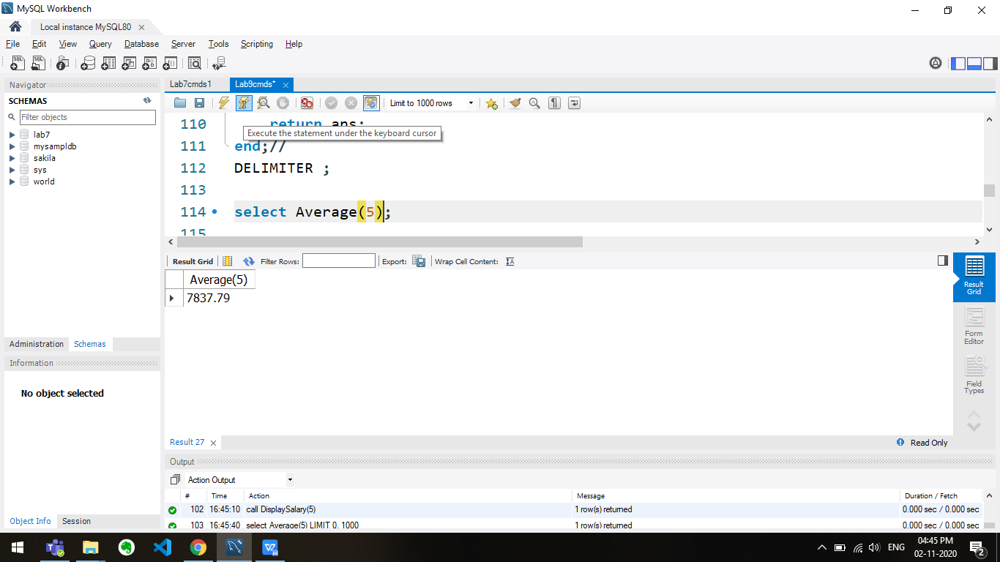 MySQL Workbench
Local instance MySQL80
File Edit View Query Database Server Tools Scripting Help
Navigator
SCHEMAS
Filter objects
lab7
mysampldb
sakila
sys
world
Administration Schemas
Information
No object selected
Object Info Session
Lab7cmds1 Lab9cmds*
Limit to 1000 rows
110 return ans;
Execute the statement under the keyboard cursor
111 end;//
112 DELIMITER ;
113
114 select Average(5);
115
Result Grid Filter Rows: Export: Wrap Cell Content:
Average(5)
7837.79
Result Grid
Form Editor
Field Types
Result 27 Read Only
Output
Action Output
# Time Action Message Duration / Fetch
102 16:45:10 call DisplaySalary(5) 1 row(s) returned 0.000 sec / 0.000 sec
103 16:45:40 select Average(5) LIMIT 0, 1000 1 row(s) returned 0.000 sec / 0.000 sec
ENG 04:45 PM
02-11-2020
2